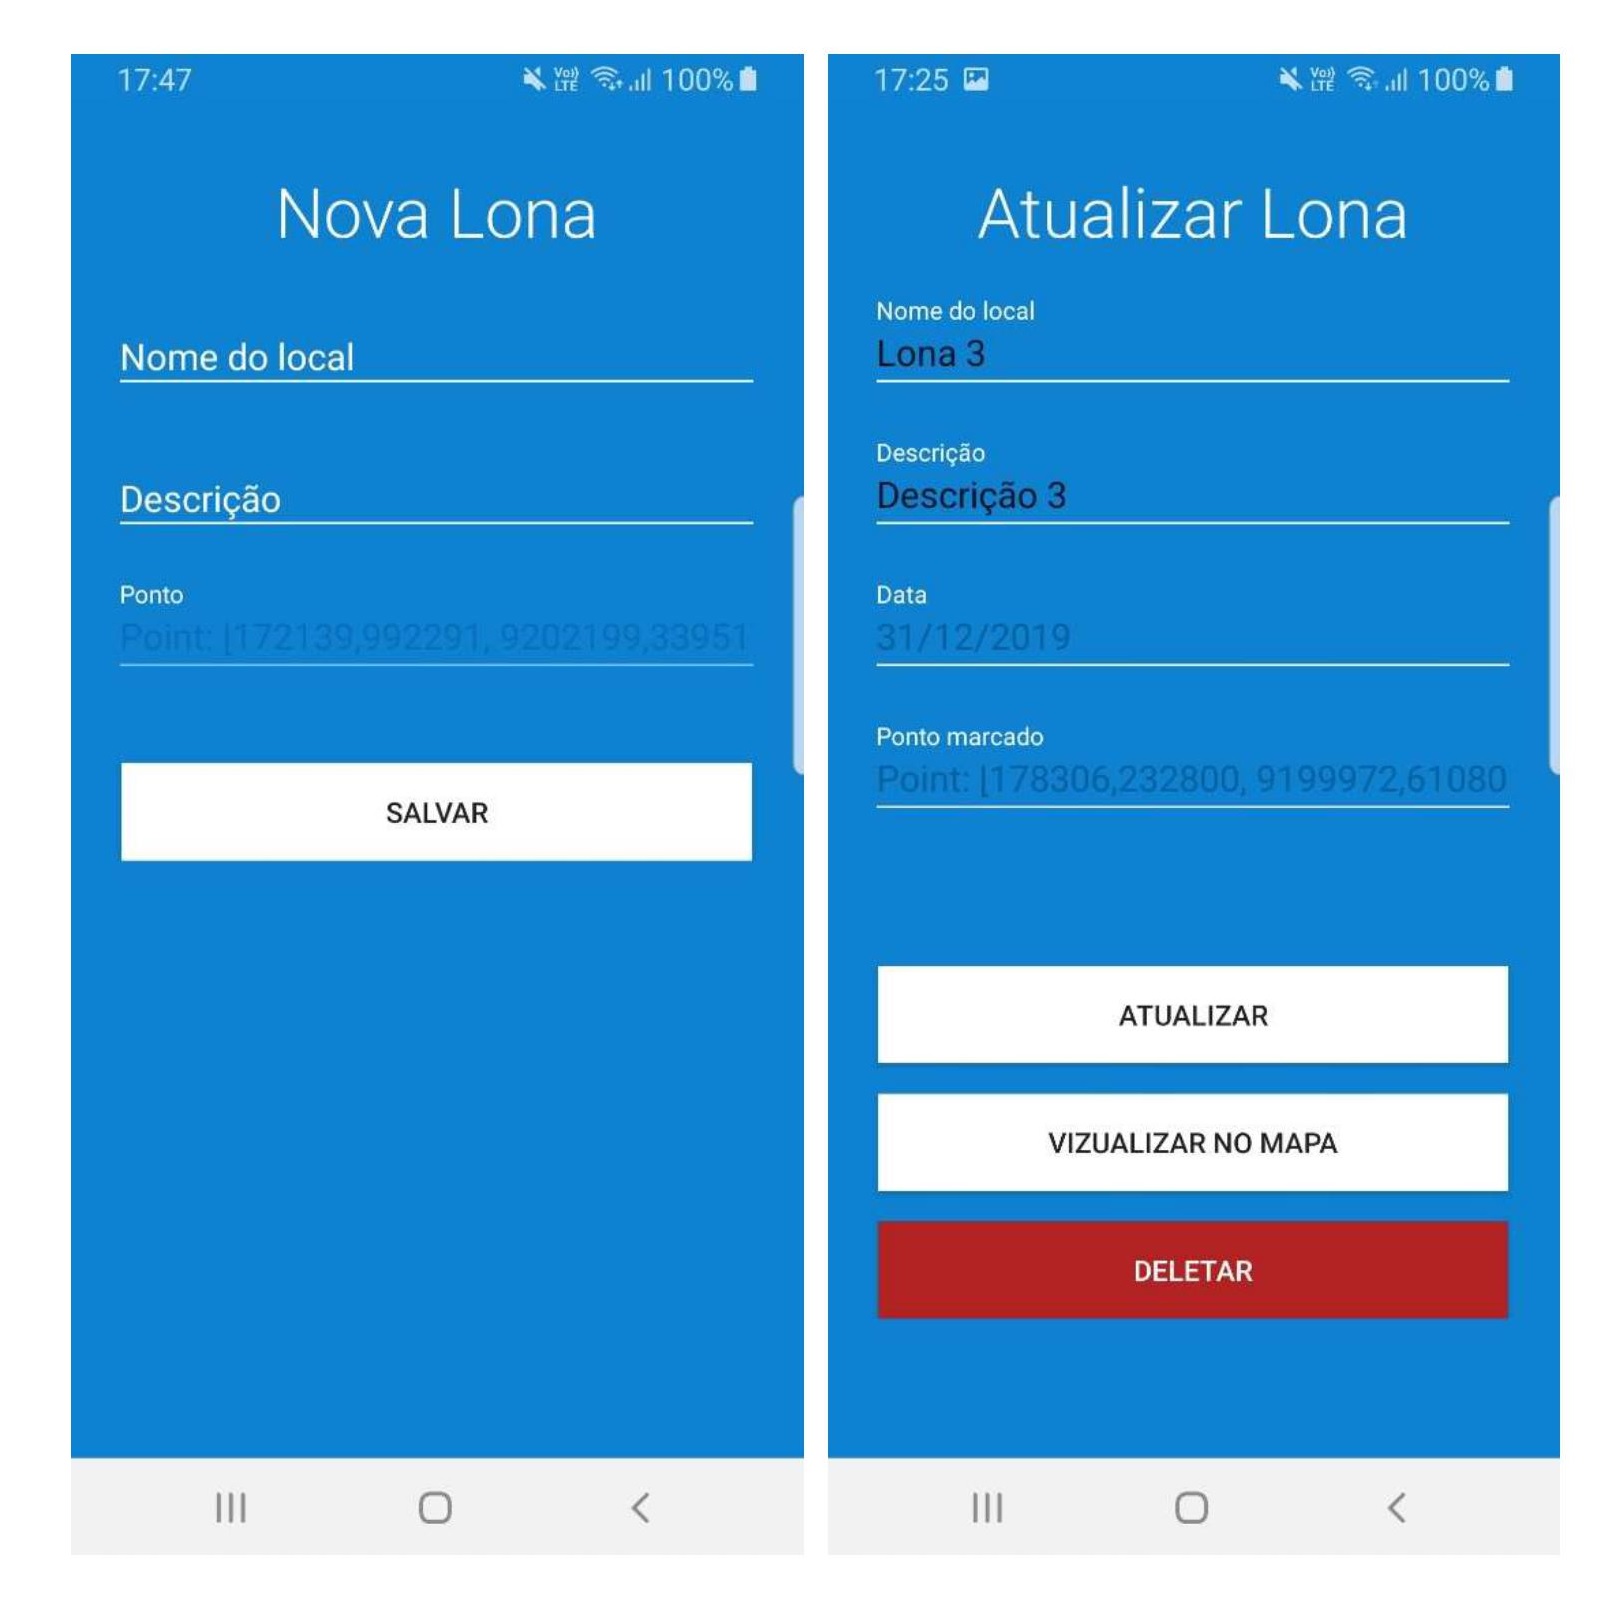 17:47 100%
Nova Lona
Nome do local
Descrição
Ponto
Point: [172139,992291, 9202199,33951
SALVAR
17:25 100%
Atualizar Lona
Nome do local
Lona 3
Descrição
Descrição 3
Data
31/12/2019
Ponto marcado
Point: [178306,232800, 9199972,61080
ATUALIZAR
VIZUALIZAR NO MAPA
DELETAR